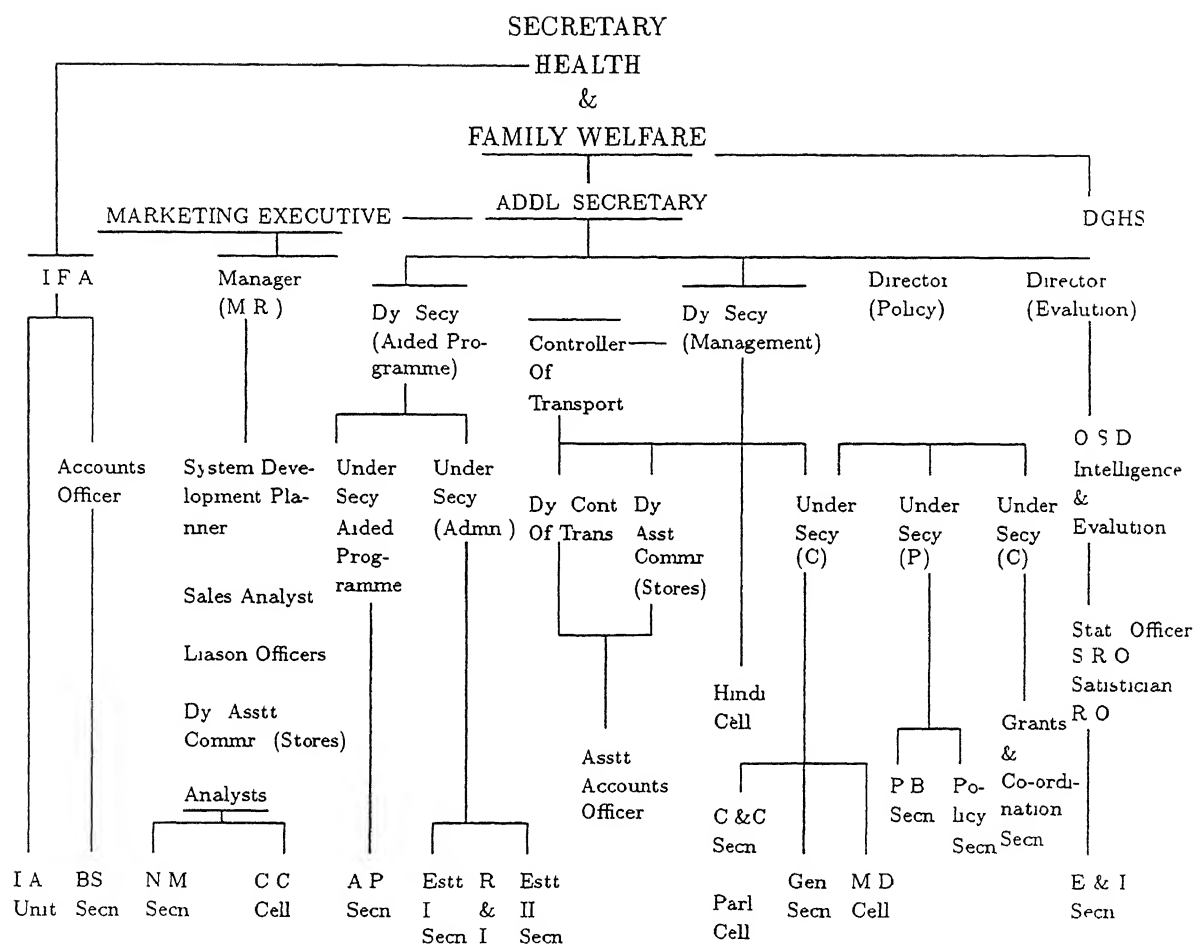 SECRETARY
HEALTH
&
FAMILY WELFARE
MARKETING EXECUTIVE
ADDL SECRETARY
DGHS
I F A
Manager
(M R)
Dy Secy
(Aided Pro-
gramme)
Controller
Of
Transport
Dy Secy
(Management)
Director
(Policy)
Director
(Evalution)
Accounts
Officer
System Deve-
lopment Pla-
nner
Sales Analyst
Liason Officers
Dy Asstt
Commr (Stores)
Analysts
Under
Secy
Aided
Prog-
ramme
Under
Secy
(Admn )
Dy Cont
Of Trans
Dy
Asst
Commr
(Stores)
Under
Secy
(C)
Under
Secy
(P)
Under
Secy
(C)
O S D
Intelligence
&
Evalution
Stat Officer
S R O
Satistician
R O
Hindi
Cell
Asstt
Accounts
Officer
C &C
Secn
P B
Secn
Po-
licy
Secn
Grants
&
Co-ordi-
nation
Secn
I A
Unit
BS
Secn
N M
Secn
C C
Cell
A P
Secn
Estt
I
Secn
R
&
I
Estt
II
Secn
Parl
Cell
Gen
Secn
M D
Cell
E & I
Secn